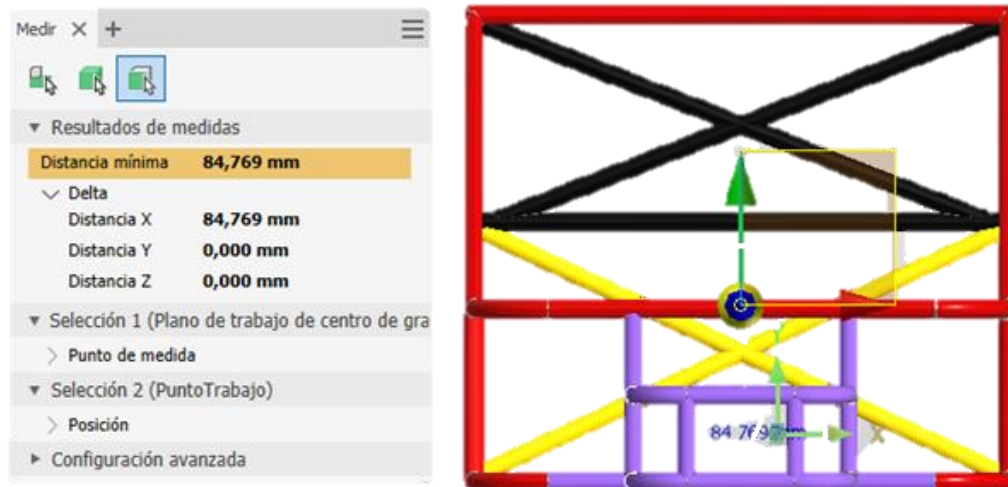 Medir
Resultados de medidas
Distancia mínima 84,769 mm
Delta
Distancia X 84,769 mm
Distancia Y 0,000 mm
Distancia Z 0,000 mm
Selección 1 (Plano de trabajo de centro de gra
Punto de medida
Selección 2 (PuntoTrabajo)
Posición
Configuración avanzada
X